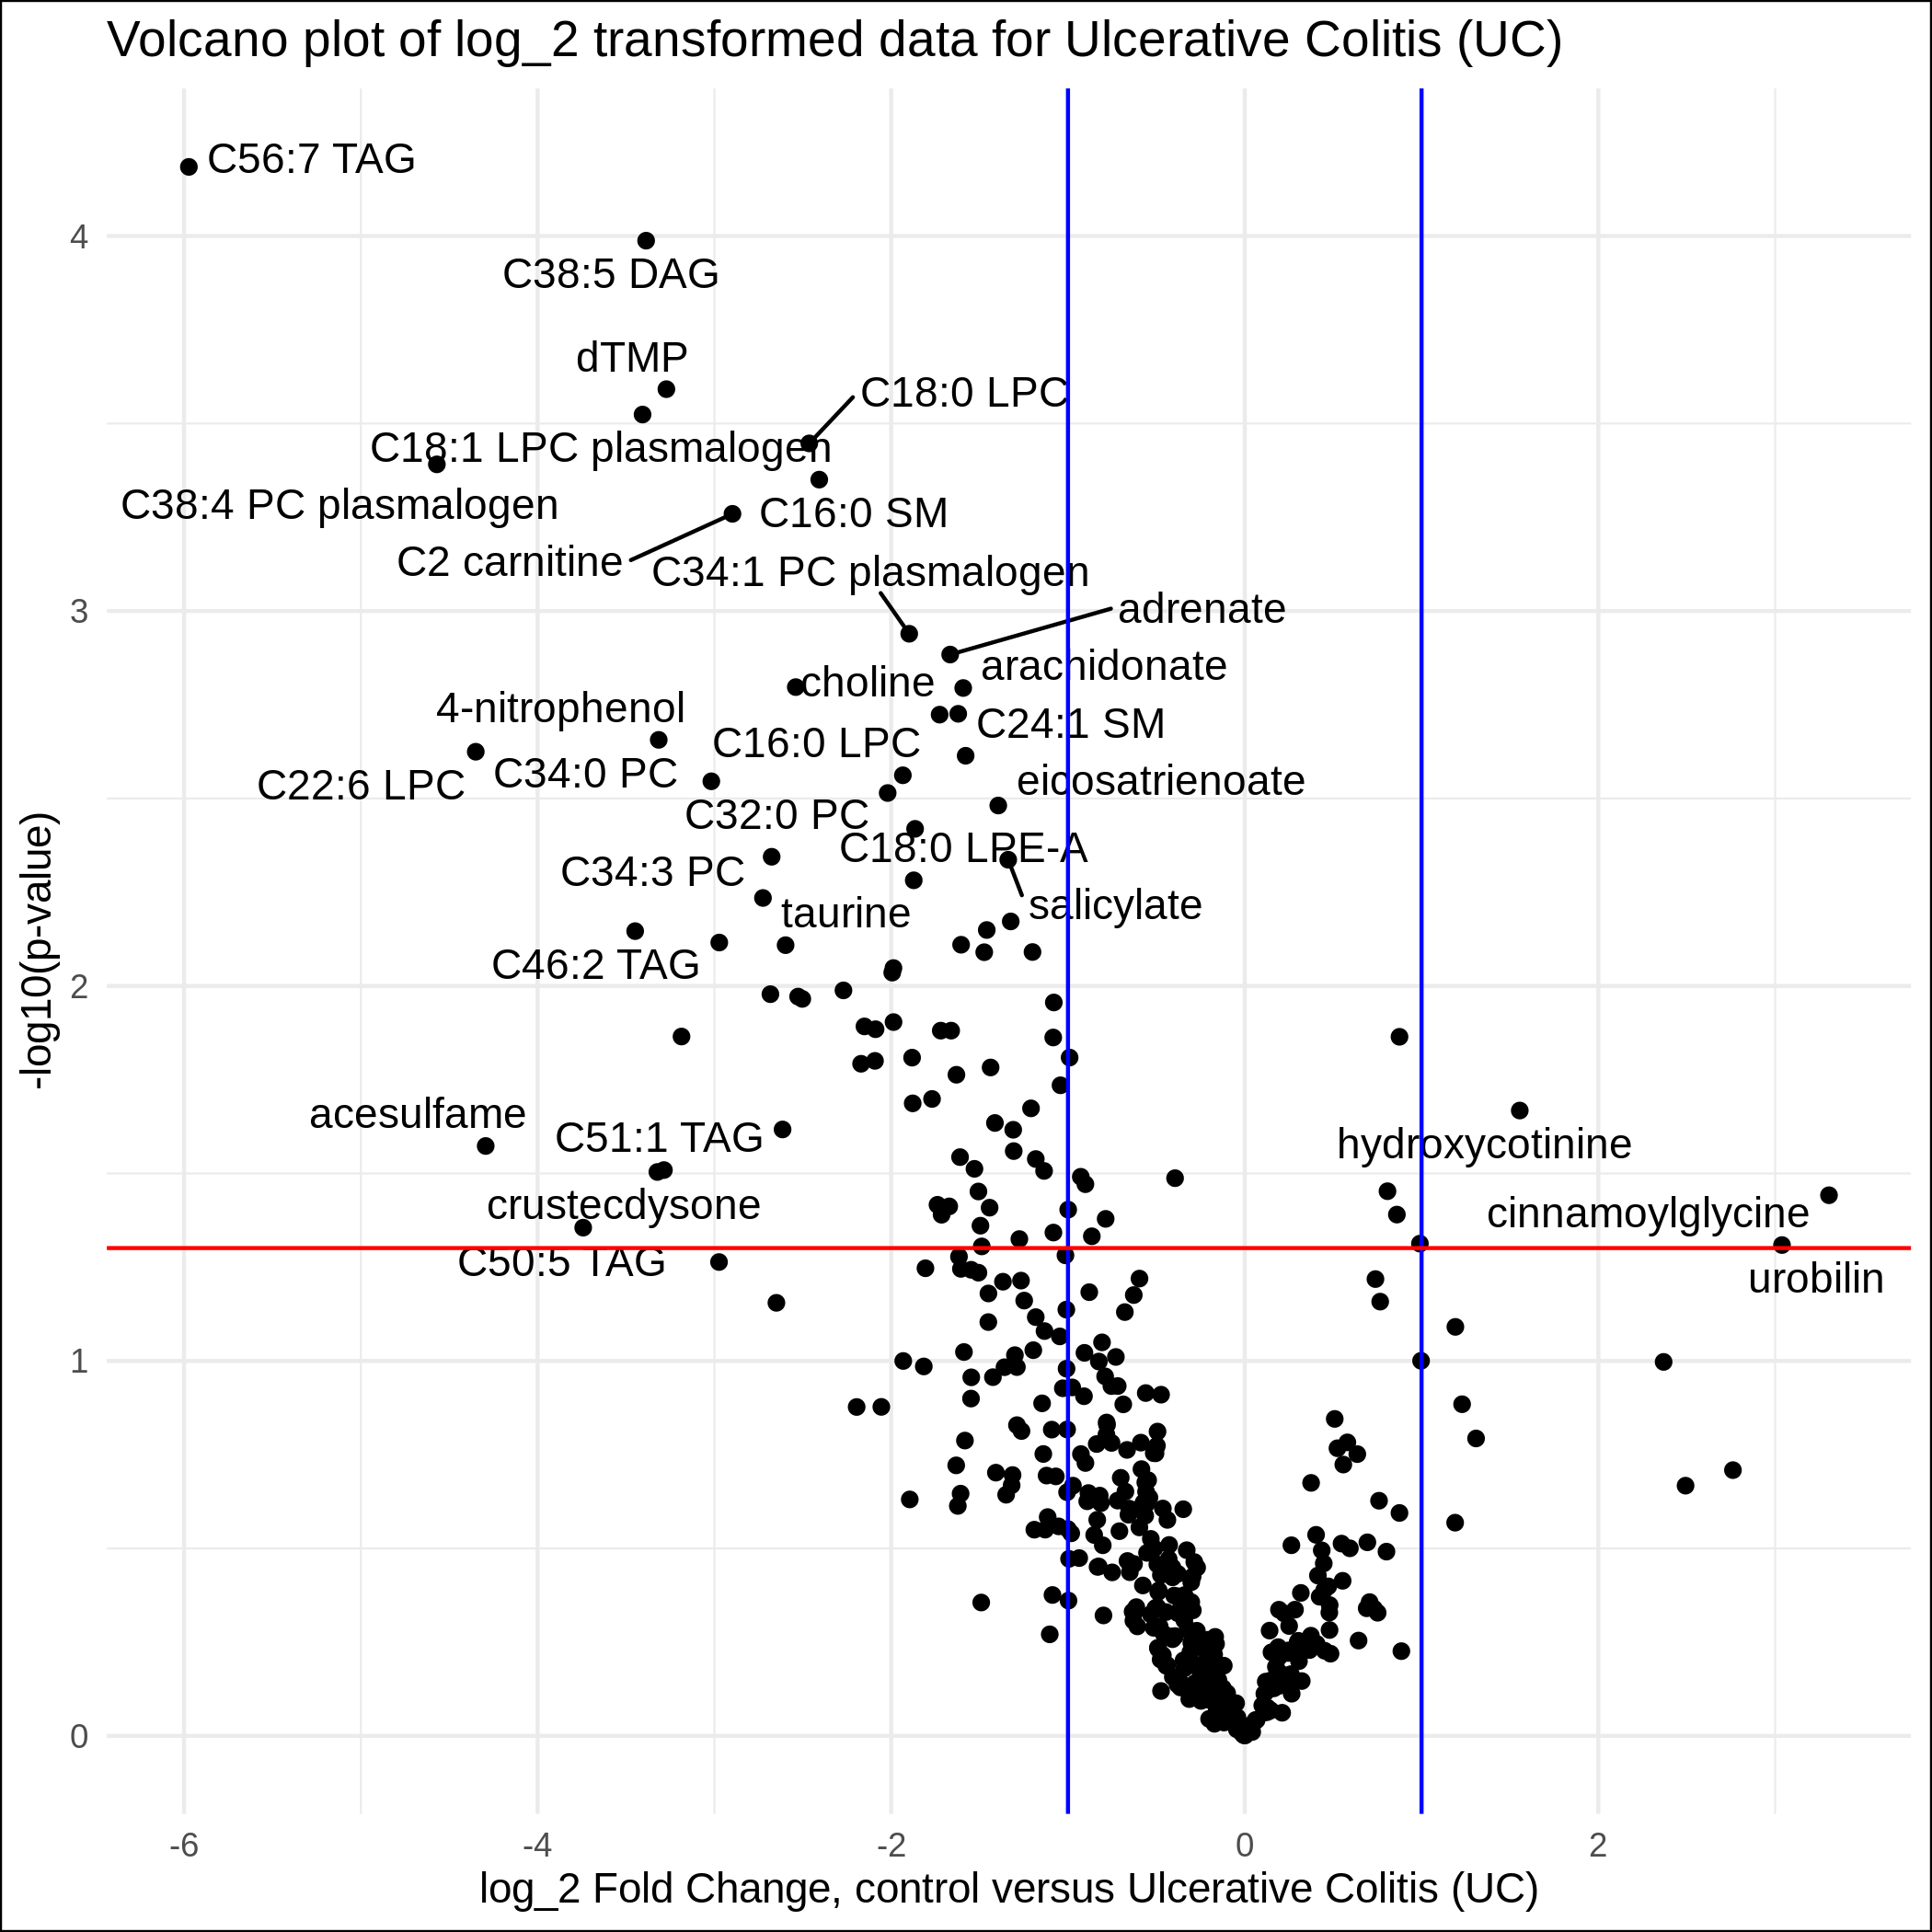 Volcano plot of log_2 transformed data for Ulcerative Colitis (UC)
C56:7 TAG
4
C38:5 DAG
dTMP
C18:0 LPC
C18:1 LPC plasmalogen
C38:4 PC plasmalogen
C16:0 SM
C2 carnitine
C34:1 PC plasmalogen
3
adrenate
arachidonate
choline
4-nitrophenol
C24:1 SM
C16:0 LPC
C34:0 PC
C22:6 LPC
eicosatrienoate
C32:0 PC
C18:0 LPE-A
C34:3 PC
salicylate
taurine
C46:2 TAG
-log10(p-value)
2
acesulfame
C51:1 TAG
hydroxycotinine
crustecdysone
cinnamoylglycine
C50:5 TAG
urobilin
1
0
-6
-4
-2
0
2
log_2 Fold Change, control versus Ulcerative Colitis (UC)